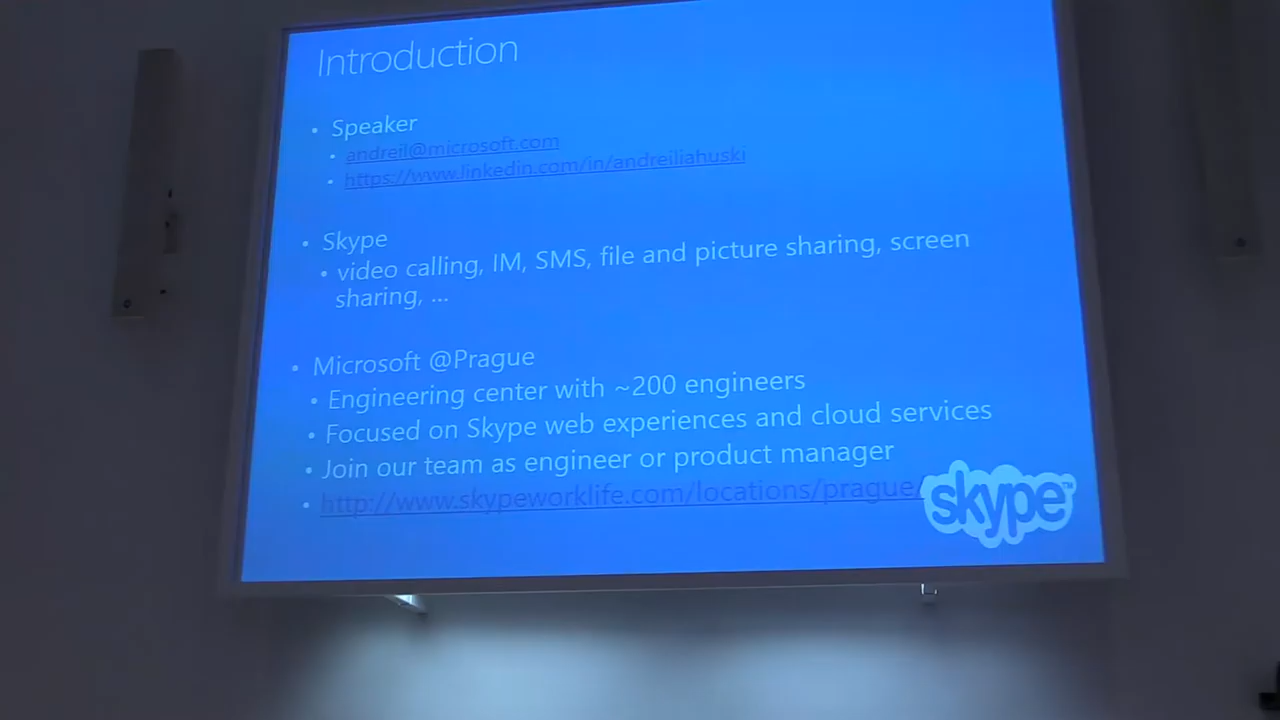 Introduction
• Speaker
• andreil@microsoft.com
• https://www.linkedin.com/in/andreiliahuski
• Skype
• video calling, IM, SMS, file and picture sharing, screen
sharing, ...
• Microsoft @Prague
• Engineering center with ~200 engineers
• Focused on Skype web experiences and cloud services
• Join our team as engineer or product manager
• http://www.skypeworklife.com/locations/prague/
skype™